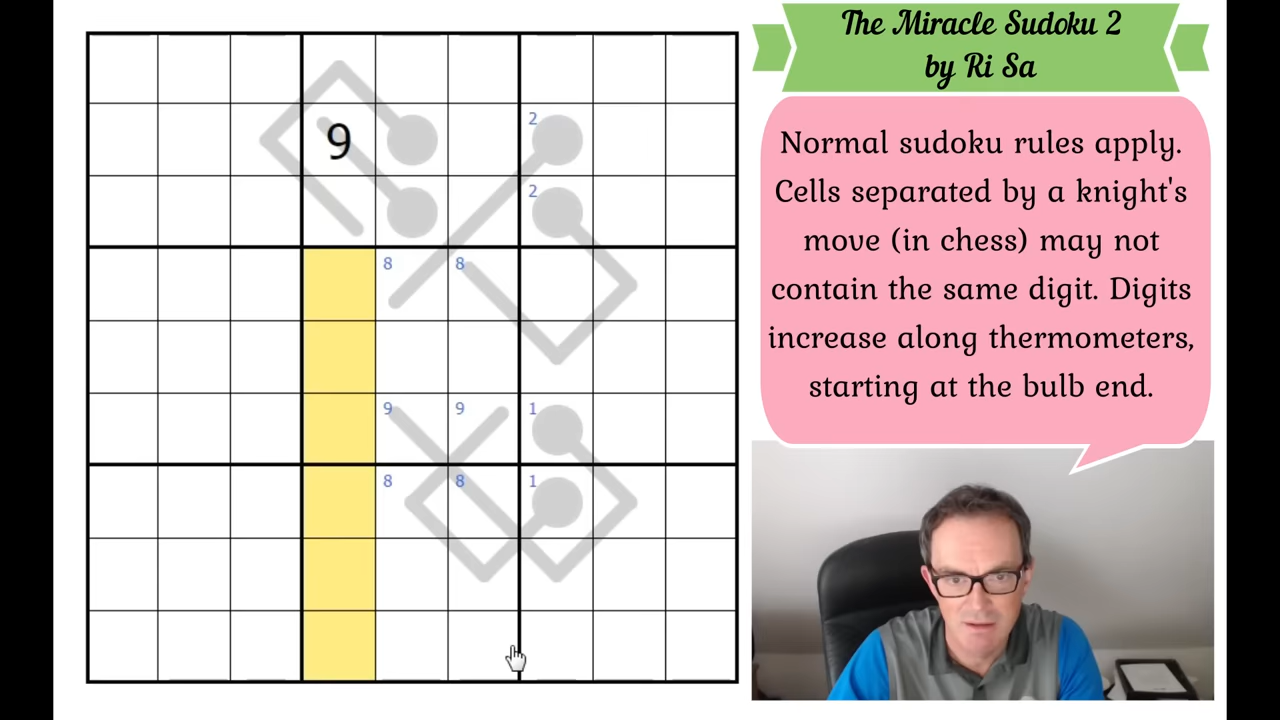 The Miracle Sudoku 2
by Ri Sa
Normal sudoku rules apply.
Cells separated by a knight's
move (in chess) may not
contain the same digit. Digits
increase along thermometers,
starting at the bulb end.
9 2
2
8 8
9 9 1
8 8 1